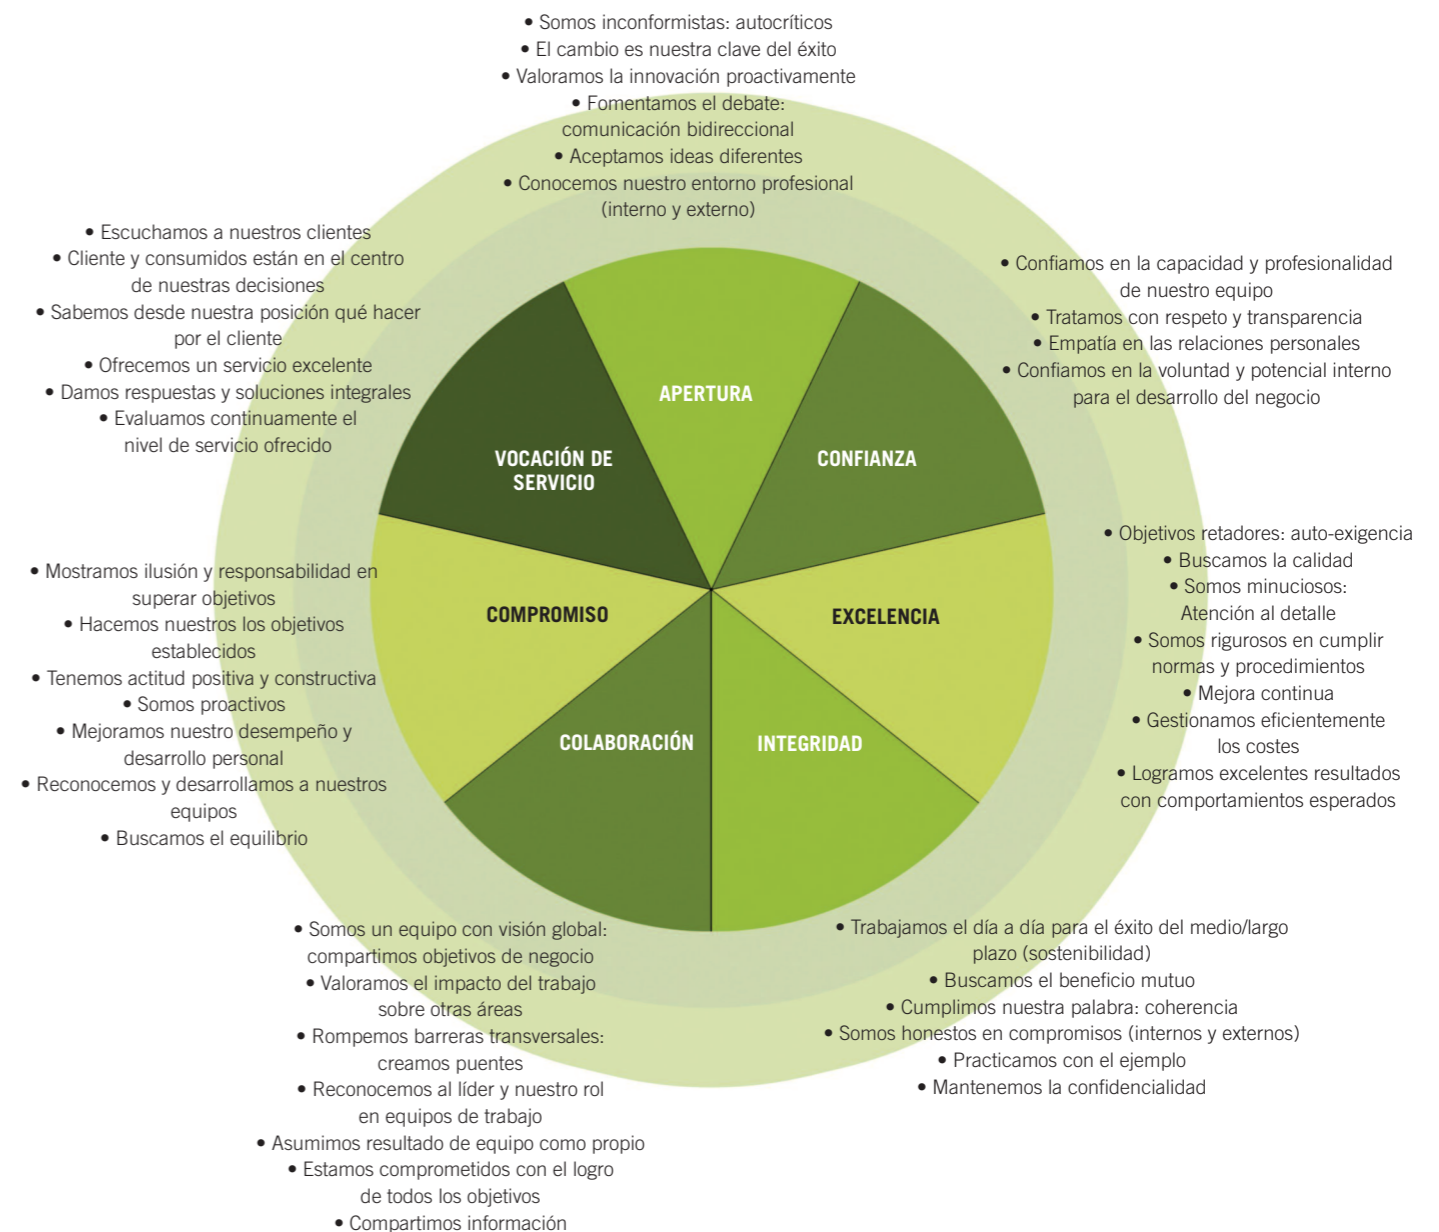 • Somos inconformistas: autocríticos
• El cambio es nuestra clave del éxito
• Valoramos la innovación proactivamente
• Fomentamos el debate:
comunicación bidireccional
• Aceptamos ideas diferentes
• Conocemos nuestro entorno profesional
(interno y externo)
• Escuchamos a nuestros clientes
• Cliente y consumidos están en el centro
de nuestras decisiones
• Sabemos desde nuestra posición qué hacer
por el cliente
• Ofrecemos un servicio excelente
• Damos respuestas y soluciones integrales
• Evaluamos continuamente el
nivel de servicio ofrecido
• Confiamos en la capacidad y profesionalidad
de nuestro equipo
• Tratamos con respeto y transparencia
• Empatía en las relaciones personales
• Confiamos en la voluntad y potencial interno
para el desarrollo del negocio
APERTURA
VOCACIÓN DE
SERVICIO
CONFIANZA
COMPROMISO
EXCELENCIA
COLABORACIÓN
INTEGRIDAD
• Mostramos ilusión y responsabilidad en
superar objetivos
• Hacemos nuestros los objetivos
establecidos
• Tenemos actitud positiva y constructiva
• Somos proactivos
• Mejoramos nuestro desempeño y
desarrollo personal
• Reconocemos y desarrollamos a nuestros
equipos
• Buscamos el equilibrio
• Objetivos retadores: auto-exigencia
• Buscamos la calidad
• Somos minuciosos:
Atención al detalle
• Somos rigurosos en cumplir
normas y procedimientos
• Mejora continua
• Gestionamos eficientemente
los costes
• Logramos excelentes resultados
con comportamientos esperados
• Somos un equipo con visión global:
compartimos objetivos de negocio
• Valoramos el impacto del trabajo
sobre otras áreas
• Rompemos barreras transversales:
creamos puentes
• Reconocemos al líder y nuestro rol
en equipos de trabajo
• Asumimos resultado de equipo como propio
• Estamos comprometidos con el logro
de todos los objetivos
• Compartimos información
• Trabajamos el día a día para el éxito del medio/largo
plazo (sostenibilidad)
• Buscamos el beneficio mutuo
• Cumplimos nuestra palabra: coherencia
• Somos honestos en compromisos (internos y externos)
• Practicamos con el ejemplo
• Mantenemos la confidencialidad